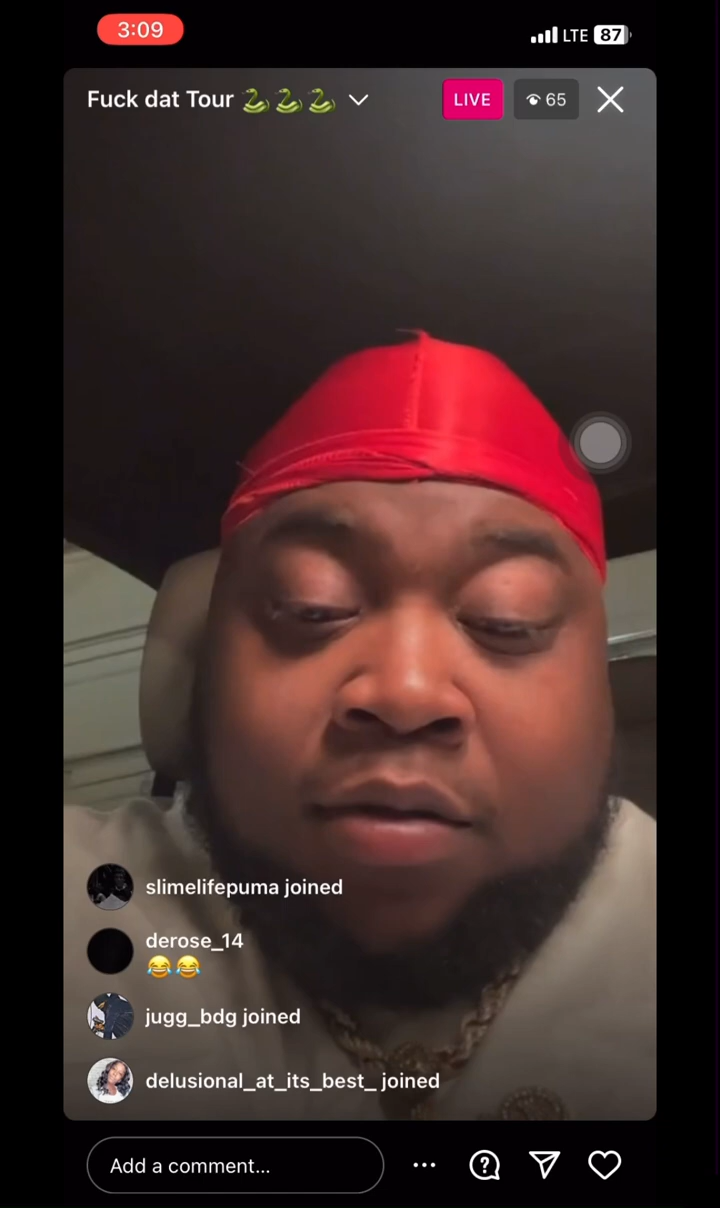 3:09
LTE 87
Fuck dat Tour 🐍🐍🐍
LIVE
65
slimelifepuma joined
derose_14
😂😂
jugg_bdg joined
delusional_at_its_best_ joined
Add a comment...